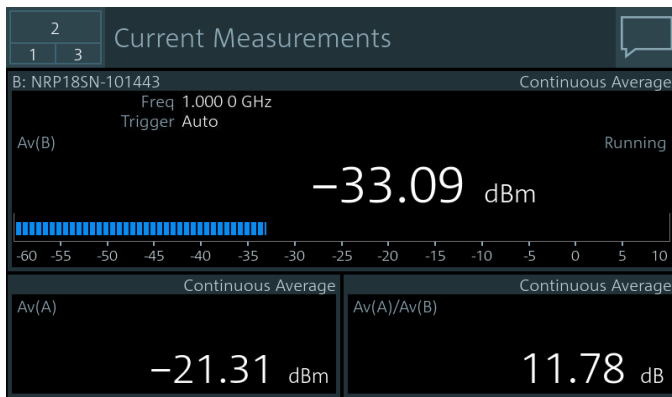 2
1 3
Current Measurements
B: NRP18SN-101443 Continuous Average
Freq 1.000 0 GHz
Trigger Auto
Av(B) Running
−33.09 dBm
-60 -55 -50 -45 -40 -35 -30 -25 -20 -15 -10 -5 0 5 10
Continuous Average
Av(A)
−21.31 dBm
Continuous Average
Av(A)/Av(B)
11.78 dB